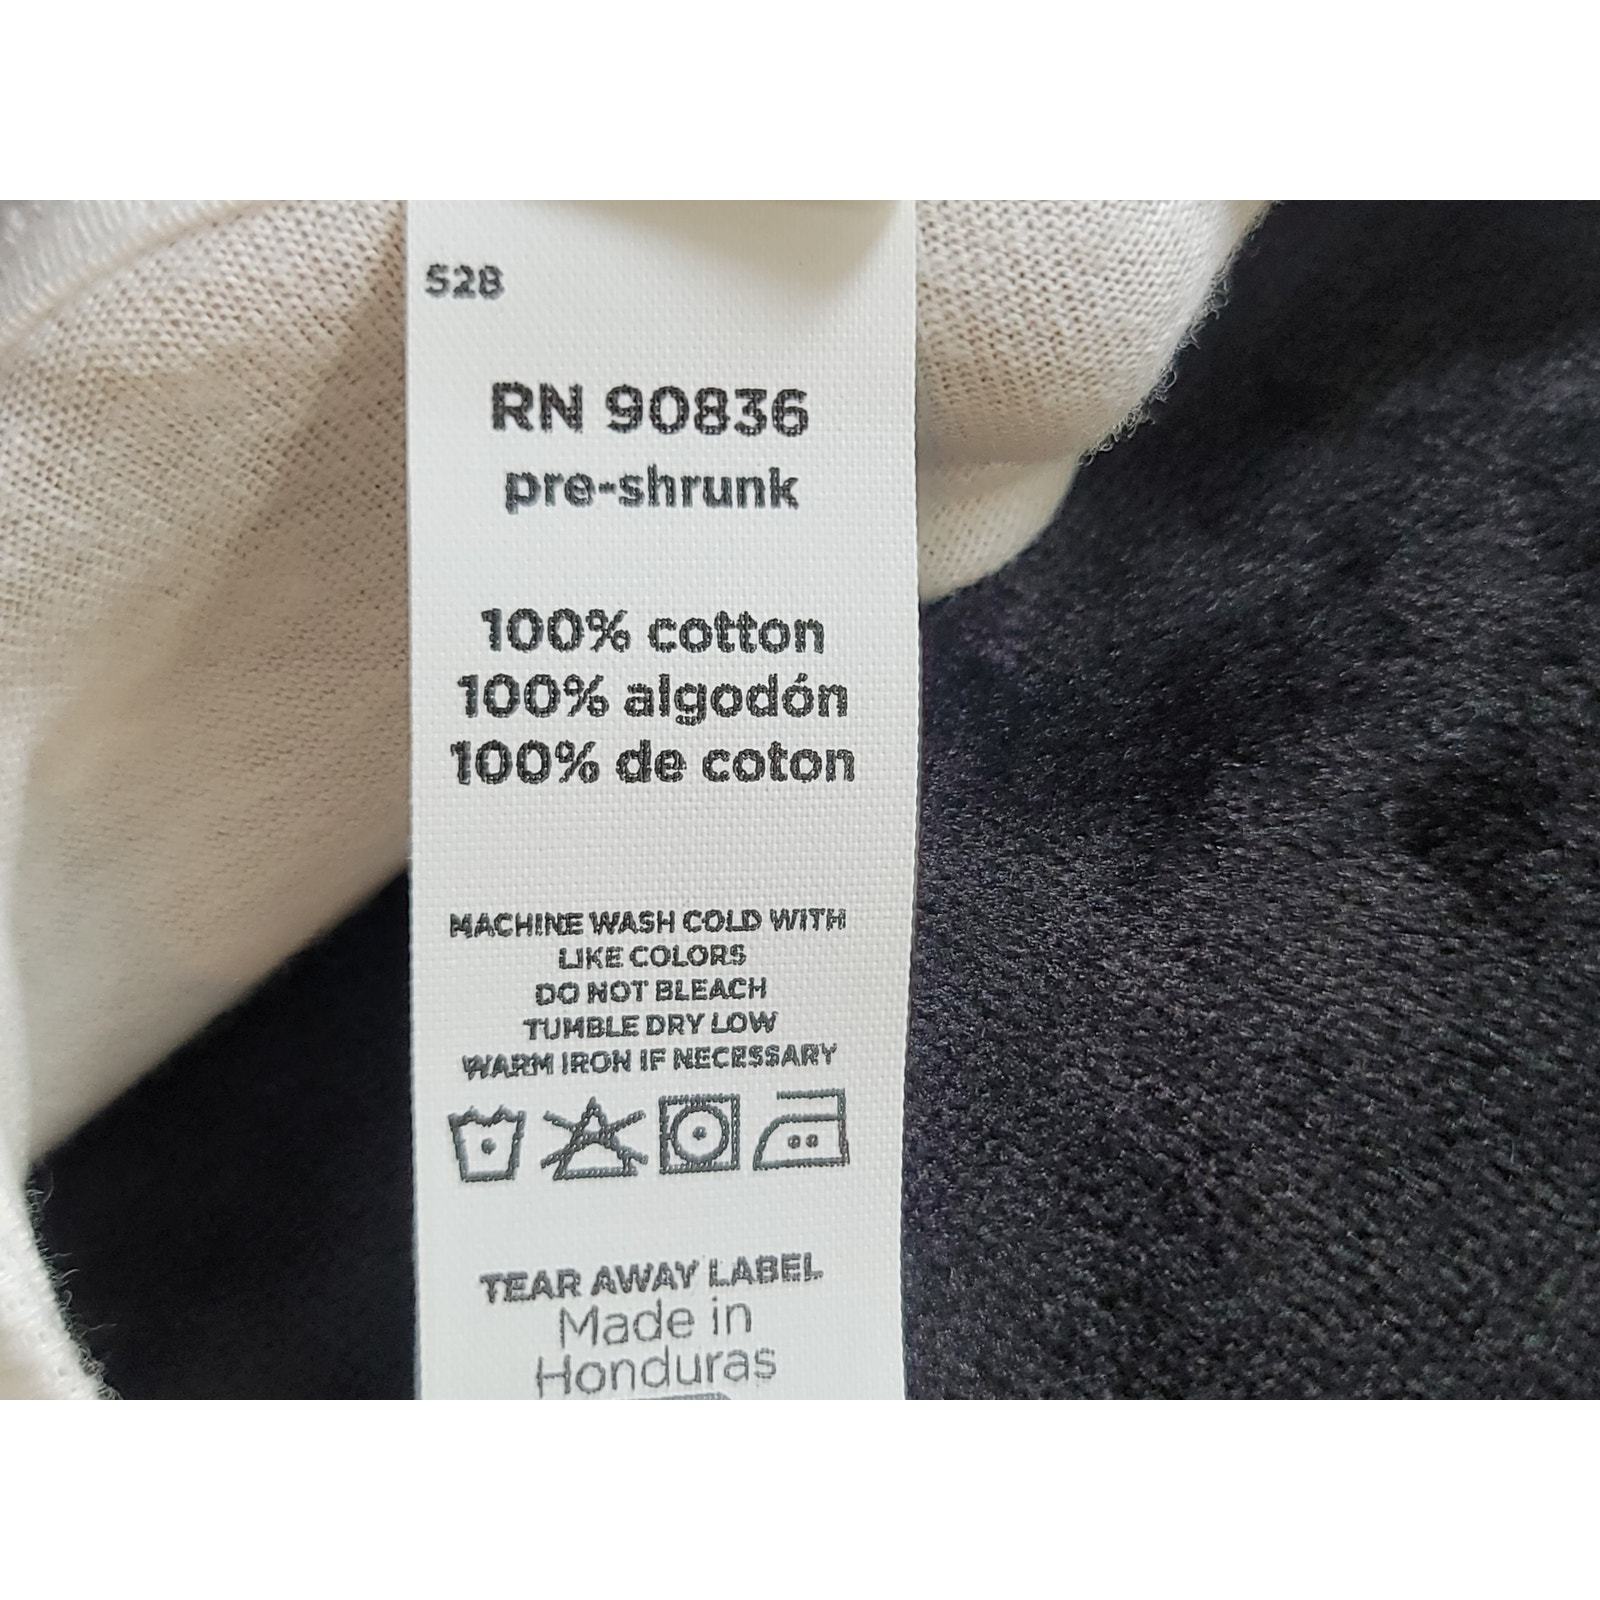 528
RN 90836
pre-shrunk
100% cotton
100% algodón
100% de coton
MACHINE WASH COLD WITH
LIKE COLORS
DO NOT BLEACH
TUMBLE DRY LOW
WARM IRON IF NECESSARY
TEAR AWAY LABEL
Made in
Honduras